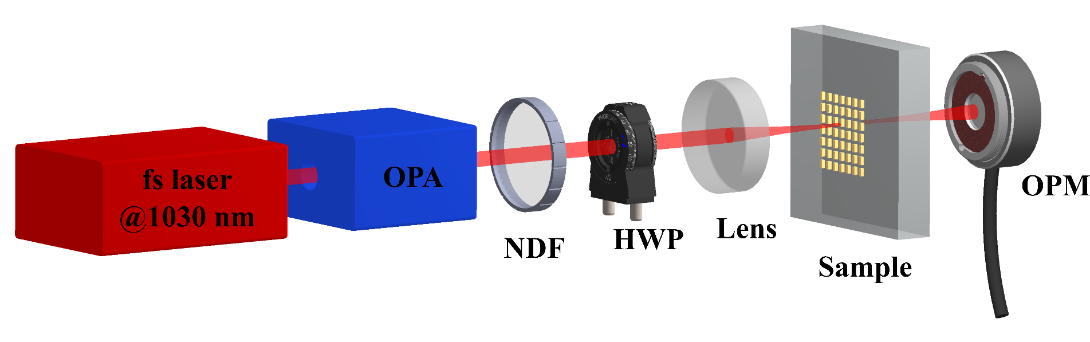 fs laser
@1030 nm
OPA
NDF
HWP
Lens
Sample
OPM